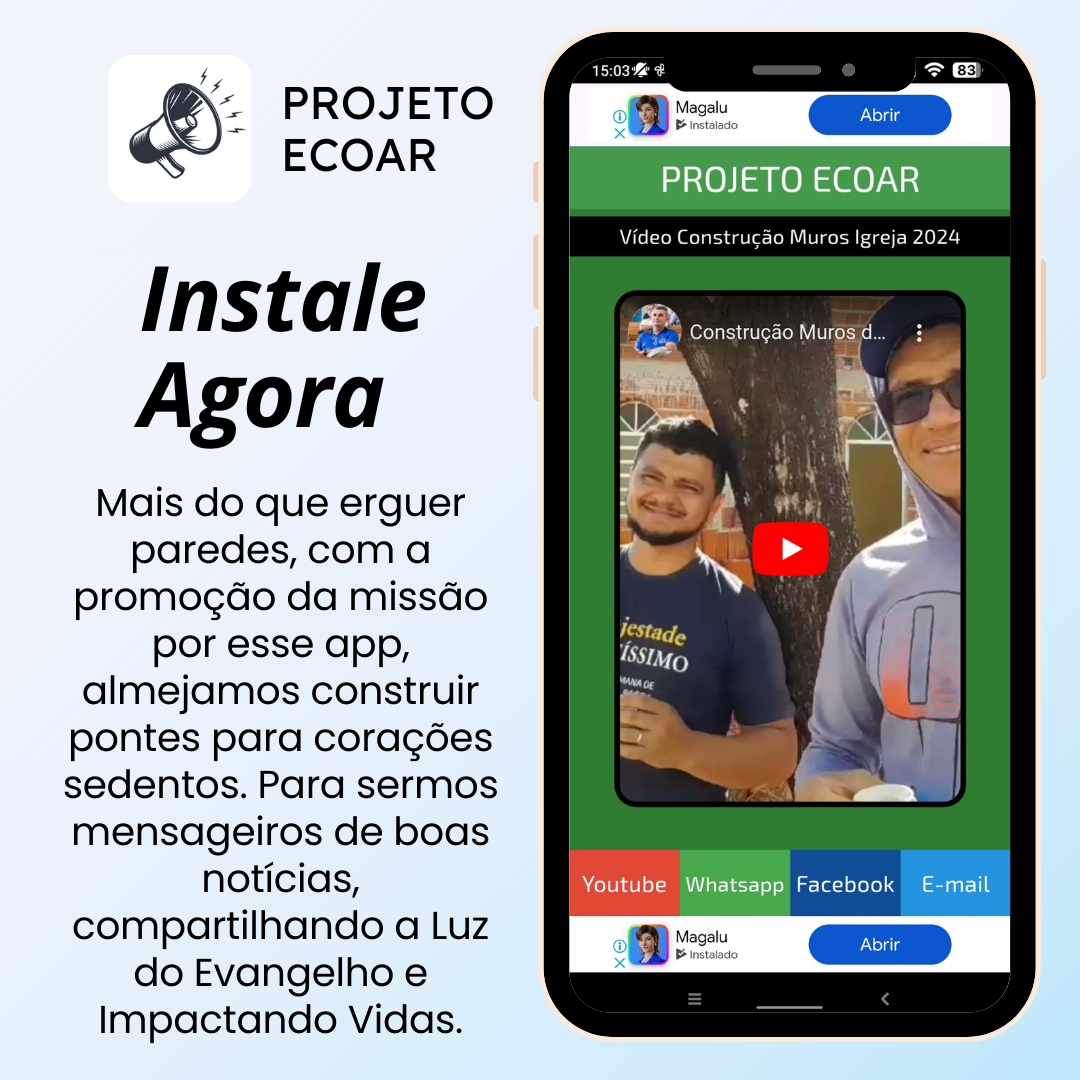 PROJETO
ECOAR
Instale
Agora
Mais do que erguer
paredes, com a
promoção da missão
por esse app,
almejamos construir
pontes para corações
sedentos. Para sermos
mensageiros de boas
notícias,
compartilhando a Luz
do Evangelho e
Impactando Vidas.
15:03
83
Magalu
Instalado
Abrir
PROJETO ECOAR
Vídeo Construção Muros Igreja 2024
Construção Muros d...
jestade
ÍSSIMO
MANA DE
Youtube
Whatsapp
Facebook
E-mail
Magalu
Instalado
Abrir